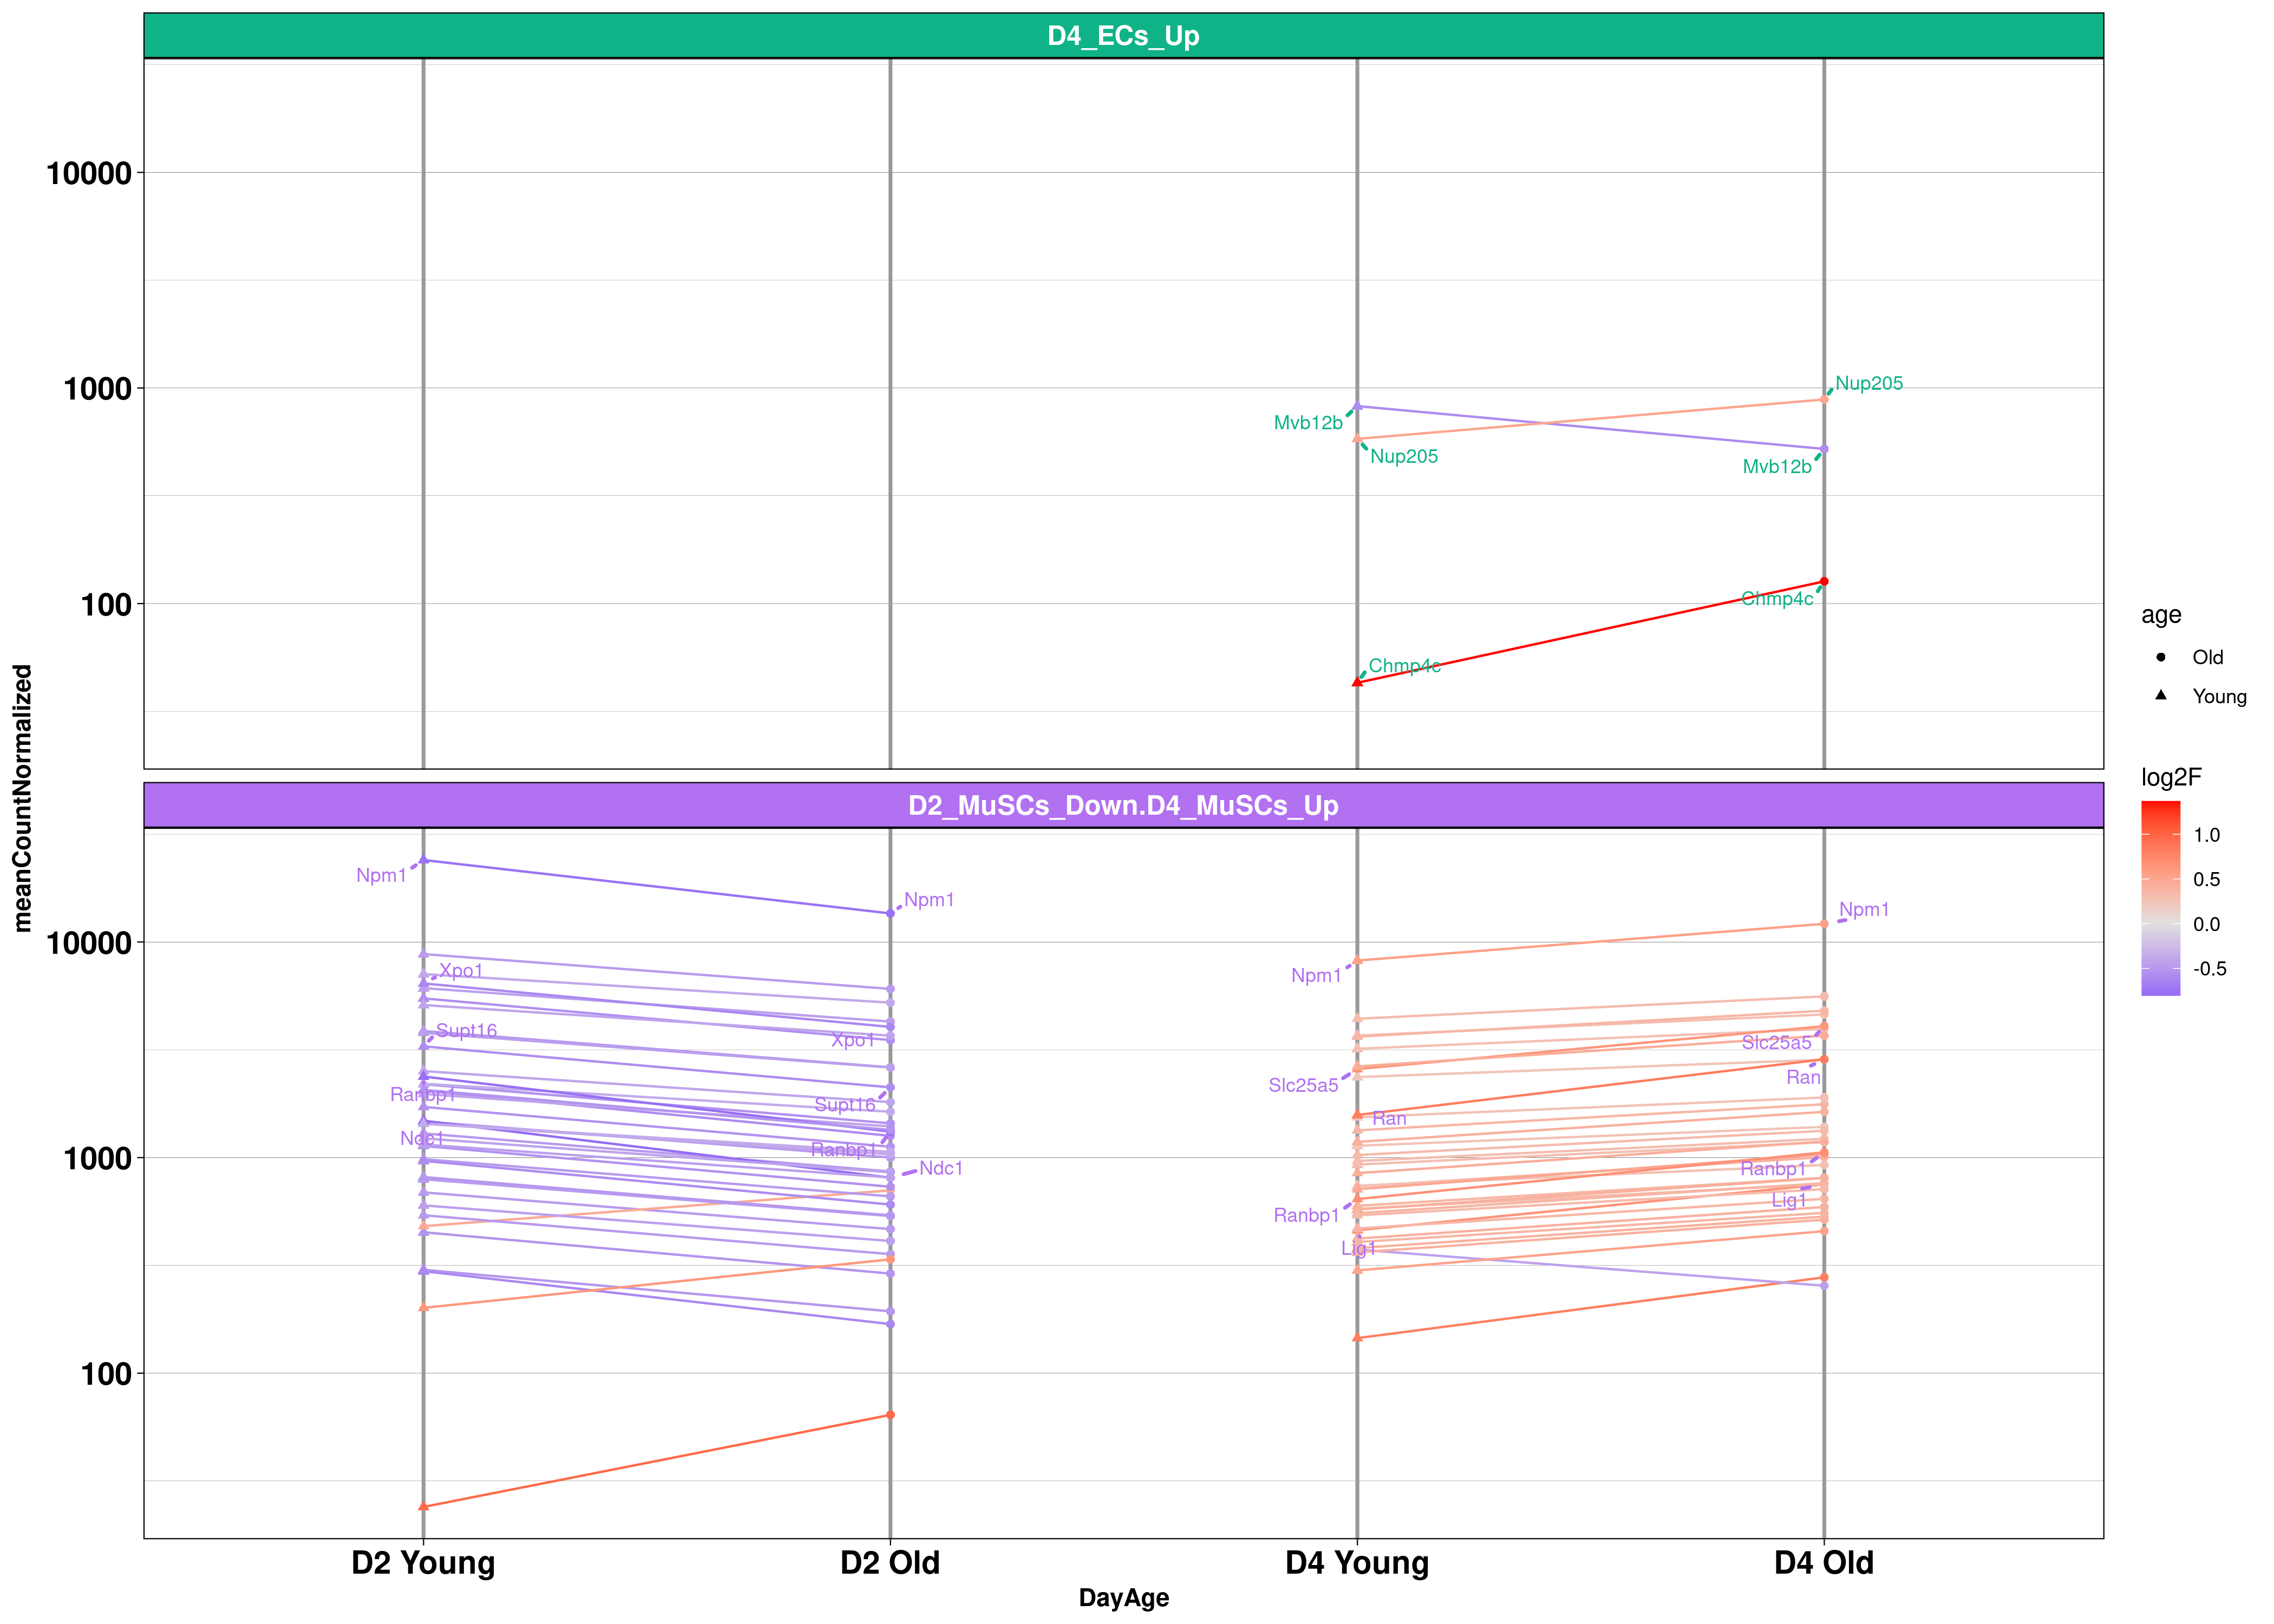 D4_ECs_Up
10000
1000
100
Nup205
Mvb12b
Nup205
Mvb12b
Chmp4c
Chmp4c
meanCountNormalized
D2_MuSCs_Down.D4_MuSCs_Up
10000
1000
100
Npm1
Npm1
Npm1
Npm1
Xpo1
Supt16
Xpo1
Slc25a5
Slc25a5
Ran
Ranbp1
Supt16
Ran
Ndc1
Ranbp1
Ndc1
Ranbp1
Lig1
Ranbp1
Lig1
D2 Young
D2 Old
D4 Young
D4 Old
DayAge
age
Old
Young
log2F
1.0
0.5
0.0
-0.5